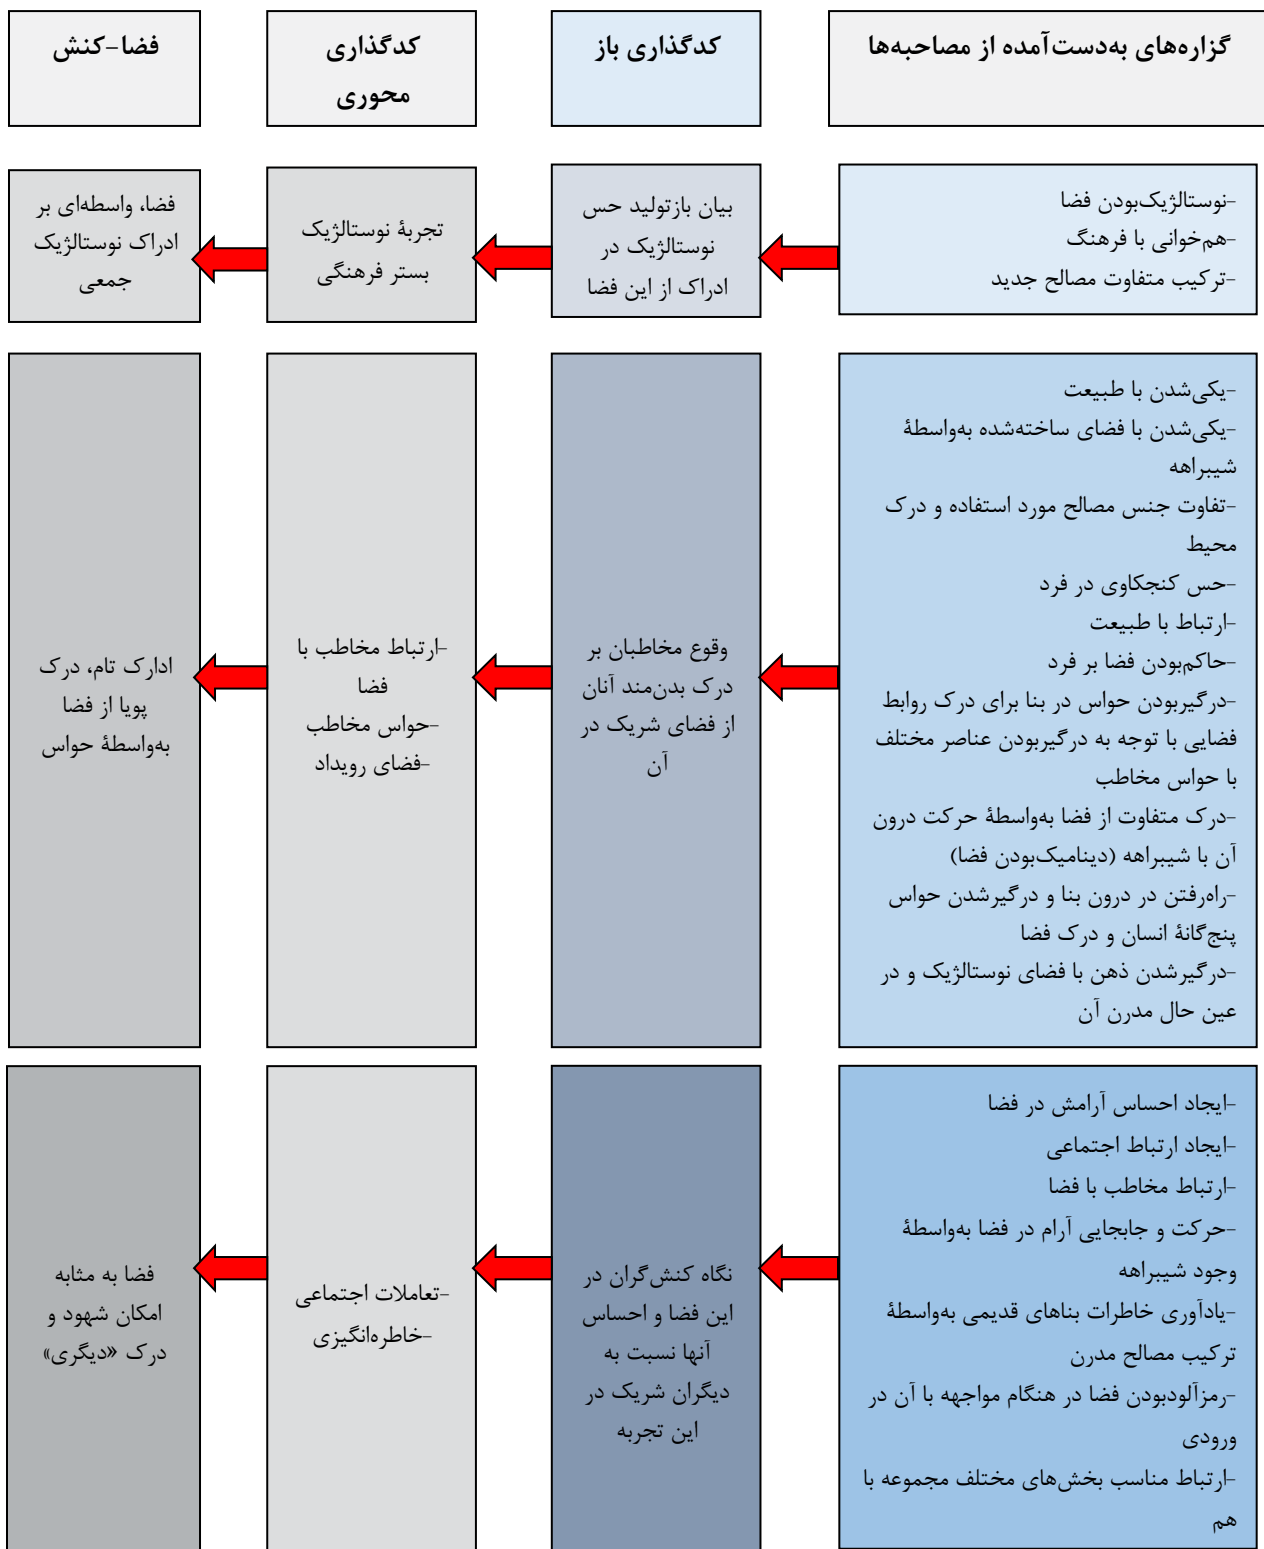 گزاره‌های به‌دست‌آمده از مصاحبه‌ها
کدگذاری باز
کدگذاری
محوری
فضا-کنش
-نوستالژیک‌بودن فضا
-هم‌خوانی با فرهنگ
-ترکیب متفاوت مصالح جدید
بیان بازتولید حس
نوستالژیک در
ادراک از این فضا
تجربۀ نوستالژیک
بستر فرهنگی
فضا، واسطه‌ای بر
ادراک نوستالژیک
جمعی
-یکی‌شدن با طبیعت
-یکی‌شدن با فضای ساخته‌شده به‌واسطۀ
شیبراهه
-تفاوت جنس مصالح مورد استفاده و درک
محیط
-حس کنجکاوی در فرد
-ارتباط با طبیعت
-حاکم‌بودن فضا بر فرد
-درگیربودن حواس در بنا برای درک روابط
فضایی با توجه به درگیربودن عناصر مختلف
با حواس مخاطب
-درک متفاوت از فضا به‌واسطۀ حرکت درون
آن با شیبراهه (دینامیک‌بودن فضا)
-راه‌رفتن در درون بنا و درگیرشدن حواس
پنج‌گانۀ انسان و درک فضا
-درگیرشدن ذهن با فضای نوستالژیک و در
عین حال مدرن آن
وقوع مخاطبان بر
درک بدن‌مند آنان
از فضای شریک در
آن
-ارتباط مخاطب با
فضا
-حواس مخاطب
-فضای رویداد
ادارک تام، درک
پویا از فضا
به‌واسطۀ حواس
-ایجاد احساس آرامش در فضا
-ایجاد ارتباط اجتماعی
-ارتباط مخاطب با فضا
-حرکت و جابجایی آرام در فضا به‌واسطۀ
وجود شیبراهه
-یادآوری خاطرات بناهای قدیمی به‌واسطۀ
ترکیب مصالح مدرن
-رمزآلودبودن فضا در هنگام مواجهه با آن در
ورودی
-ارتباط مناسب بخش‌های مختلف مجموعه با
هم
نگاه کنش‌گران در
این فضا و احساس
آنها نسبت به
دیگران شریک در
این تجربه
-تعاملات اجتماعی
-خاطره‌انگیزی
فضا به مثابه
امکان شهود و
درک «دیگری»